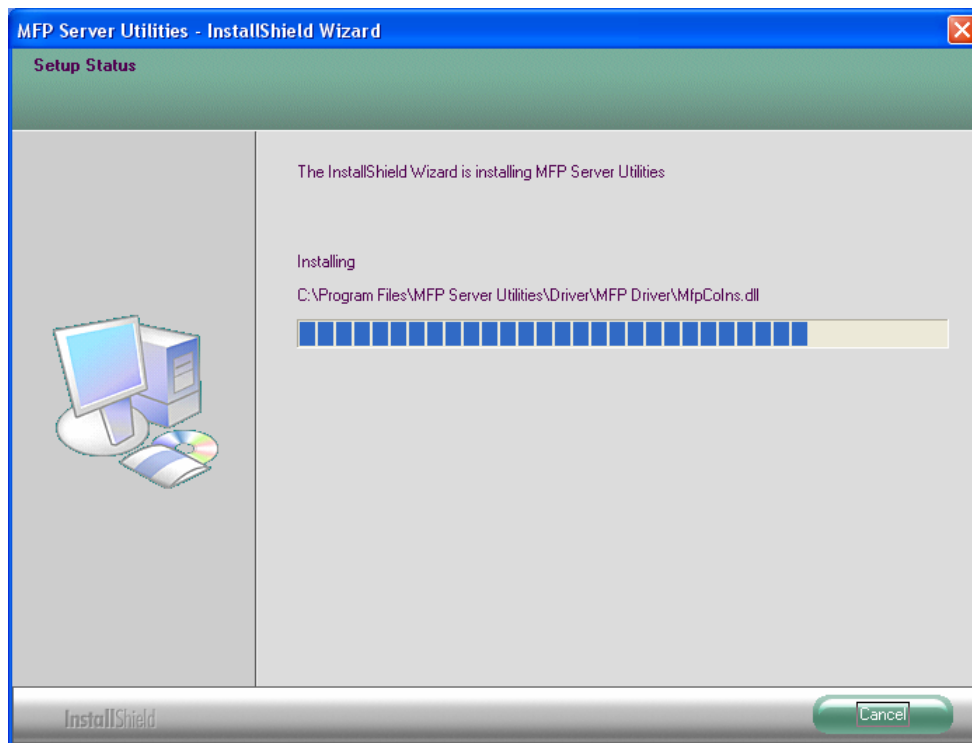 MFP Server Utilities - InstallShield Wizard
Setup Status
The InstallShield Wizard is installing MFP Server Utilities
Installing
C:\Program Files\MFP Server Utilities\Driver\MFP Driver\MfpCoIns.dll
InstallShield
Cancel